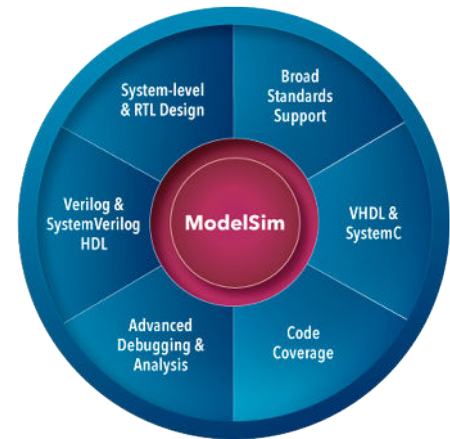 System-level
& RTL Design
Broad
Standards
Support
Verilog &
SystemVerilog
HDL
ModelSim
VHDL &
SystemC
Advanced
Debugging &
Analysis
Code
Coverage